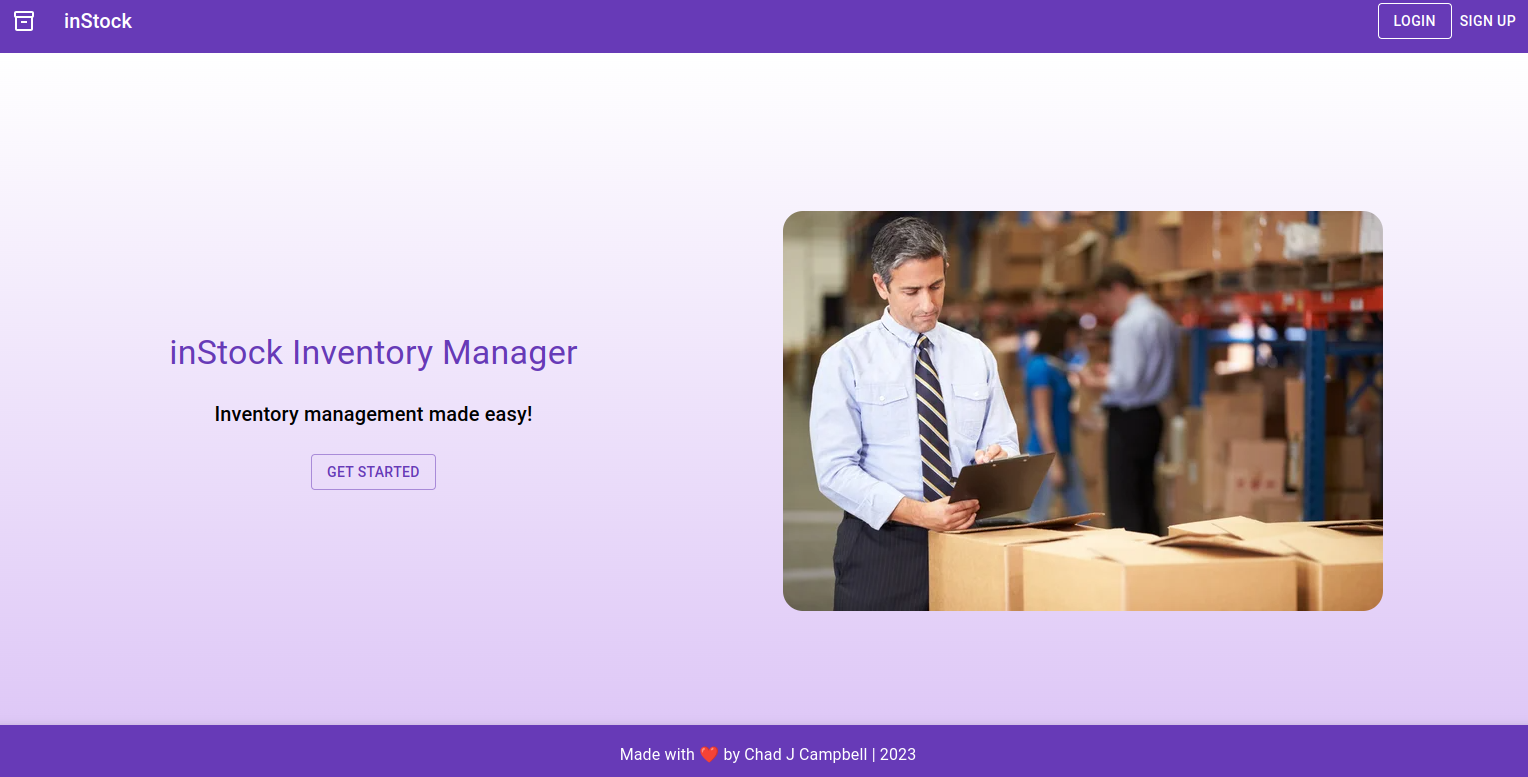 inStock
LOGIN
SIGN UP
inStock Inventory Manager
Inventory management made easy!
GET STARTED
Made with ❤️ by Chad J Campbell | 2023